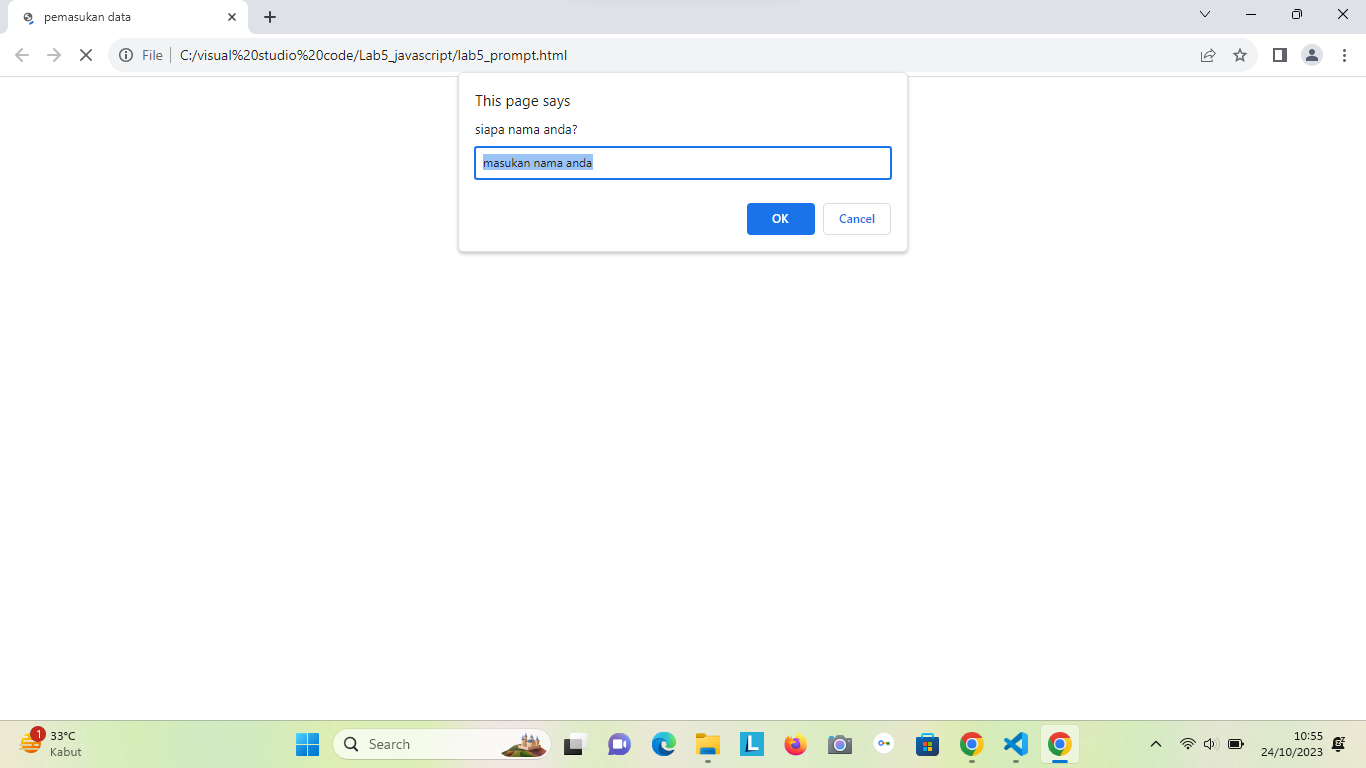 pemasukan data
File
C:/visual%20studio%20code/Lab5_javascript/lab5_prompt.html
This page says
siapa nama anda?
masukan nama anda
OK
Cancel
1
33°C
Kabut
Search
L
10:55
24/10/2023